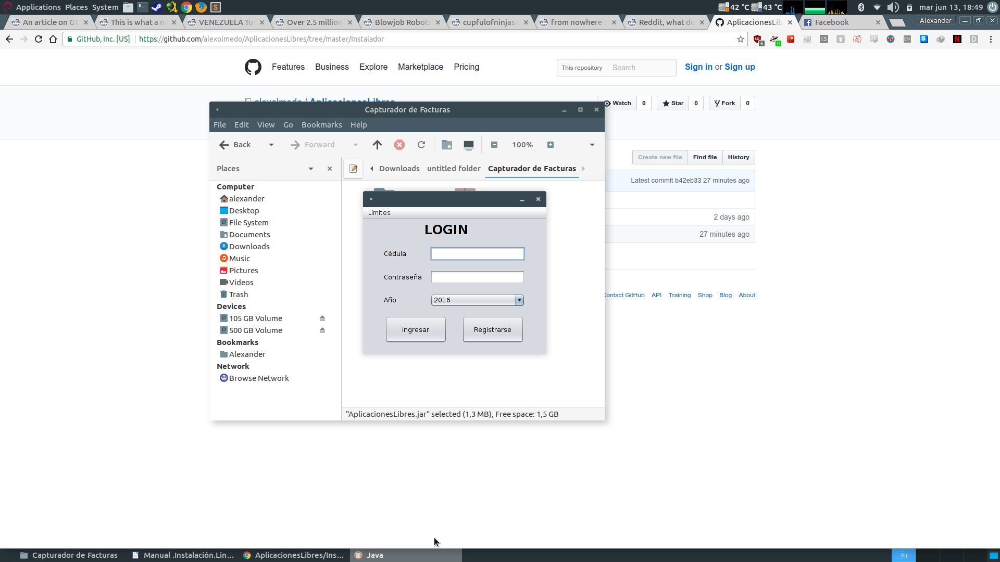 Applications Places System
42 °C 43 °C mar jun 13, 18:49
An article on GT
This is what a n
VENEZUELA To
Over 2.5 million
Blowjob Robots
cupfulofninjas
from nowhere
Reddit, what do
AplicacionesLib
Facebook
Alexander
GitHub, Inc. [US] https://github.com/alexolmedo/AplicacionesLibres/tree/master/Instalador
6 0 ES EN S N D
Features Business Explore Marketplace Pricing
This repository Search Sign in or Sign up
alexolmedo / AplicacionesLibres
Watch 0 Star 0 Fork 0
Capturador de Facturas
File Edit View Go Bookmarks Help
Back Forward 100%
Create new file Find file History
Places
Downloads untitled folder Capturador de Facturas
Latest commit b42eb33 27 minutes ago
2 days ago
27 minutes ago
Computer
alexander
Desktop
File System
Documents
Downloads
Music
Pictures
Videos
Trash
Devices
105 GB Volume
500 GB Volume
Bookmarks
Alexander
Network
Browse Network
Límites
LOGIN
Cédula
Contraseña
Año 2016
Ingresar Registrarse
Contact GitHub API Training Shop Blog About
"AplicacionesLibres.jar" selected (1,3 MB), Free space: 1,5 GB
Capturador de Facturas
Manual .Instalación.Lin...
AplicacionesLibres/Ins...
Java